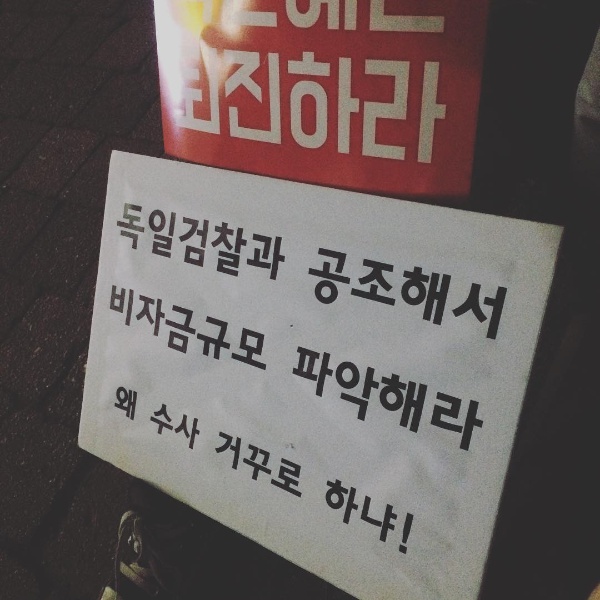 퇴진하라
독일검찰과 공조해서
비자금규모 파악해라
왜 수사 거꾸로 하냐!